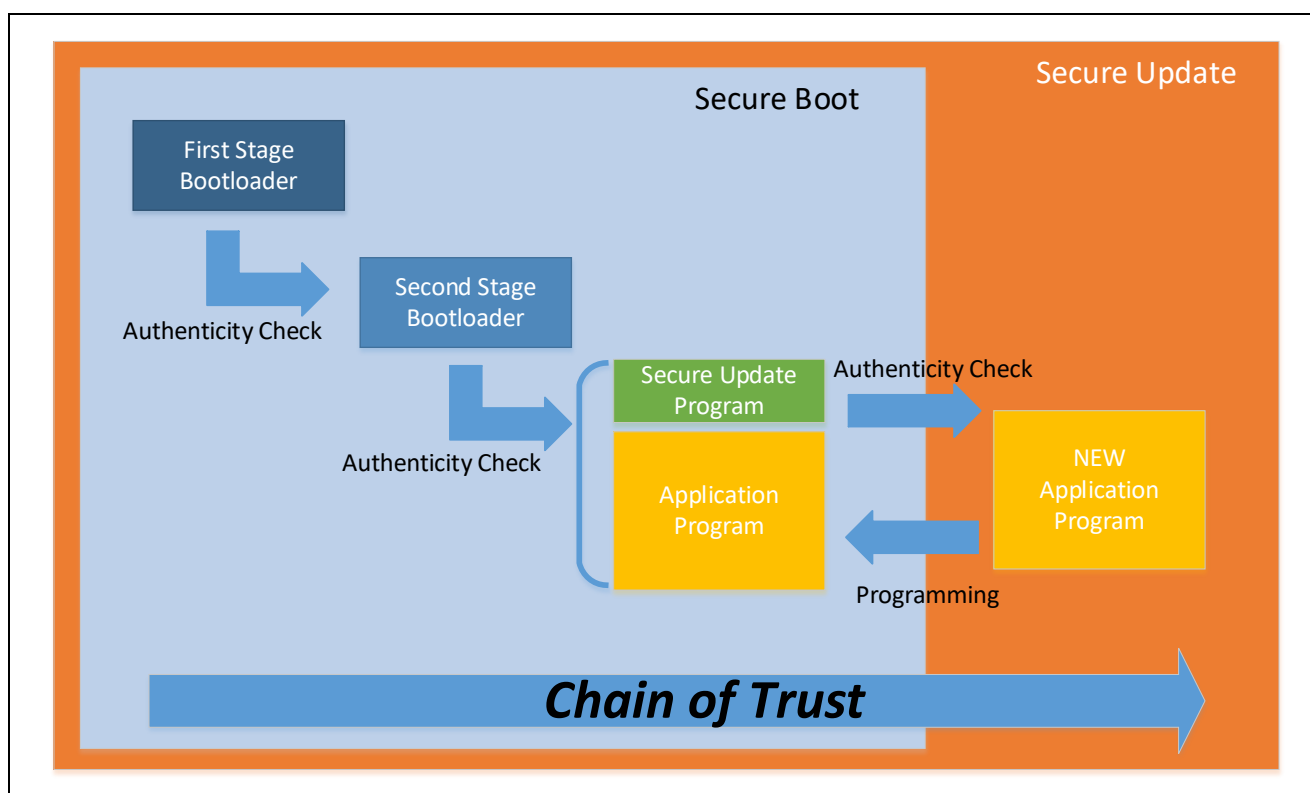 Secure Update
Secure Boot
First Stage
Bootloader
Authenticity Check
Second Stage
Bootloader
Authenticity Check
Secure Update
Program
Authenticity Check
Application
Program
NEW
Application
Program
Programming
Chain of Trust